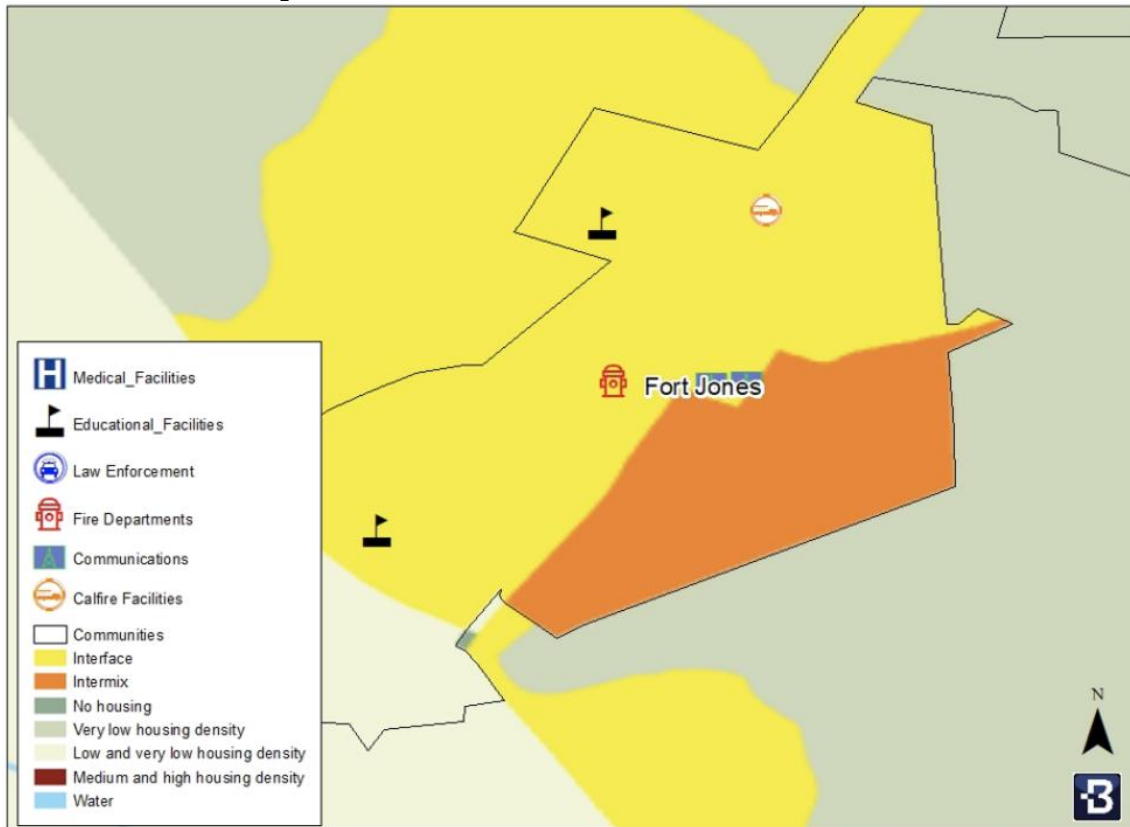 Fort Jones
H
Medical_Facilities
Educational_Facilities
Law Enforcement
Fire Departments
Communications
Calfire Facilities
Communities
Interface
Intermix
No housing
Very low housing density
Low and very low housing density
Medium and high housing density
Water
N
B